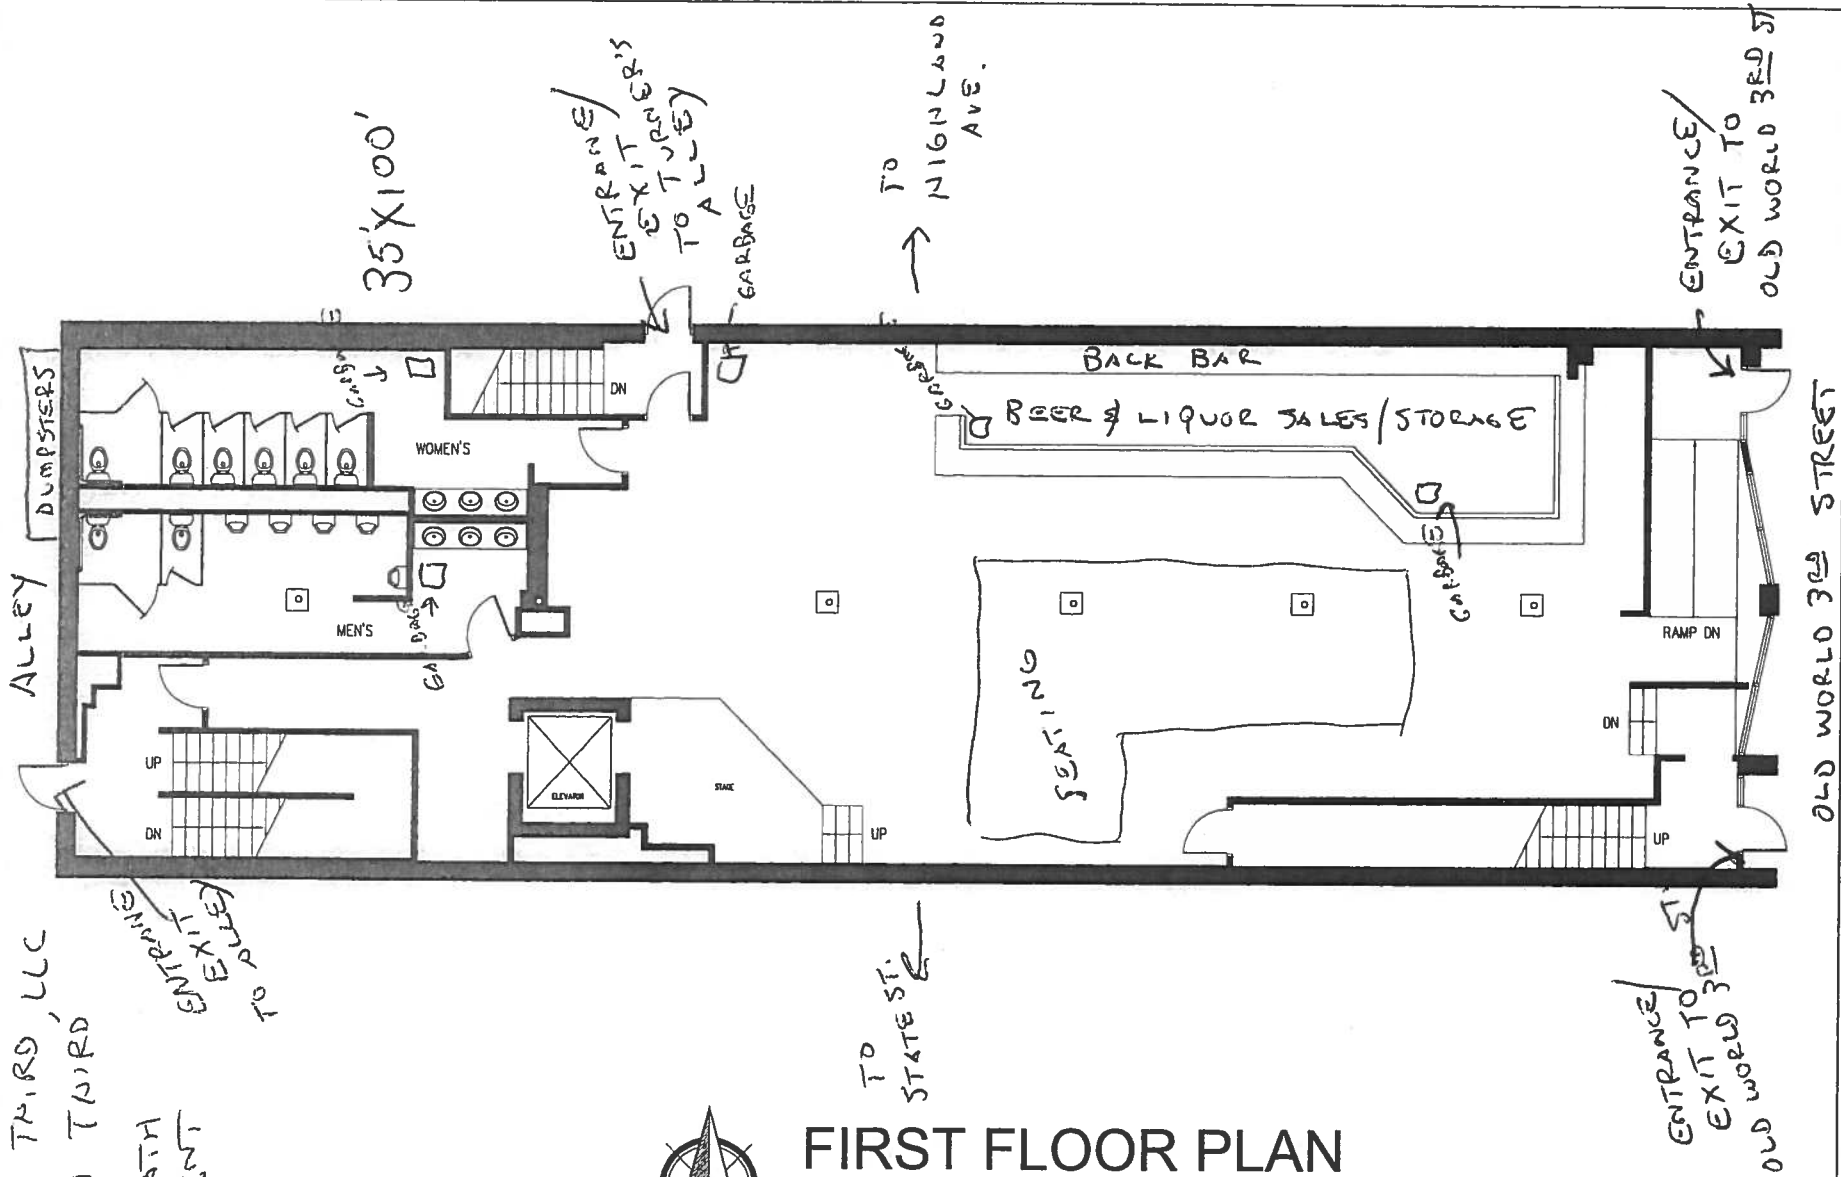 35'X100'
ENTRANE/
EXIT
TO TURNER'S
ALLEY
GARBAGE
TO
HIGHLAND
AVE.
ENTRANCE/
EXIT TO
OLD WORLD 3RD ST
DUMPSTERS
ALLEY
GARBAGE
DN
WOMEN'S
MEN'S
UP
DN
ELEVATOR
STAGE
UP
GARBAGE
BACK BAR
BEER & LIQUOR SALES/STORAGE
GARBAGE
SEATING
RAMP DN
DN
UP
OLD WORLD 3RD STREET
ENTRANE
EXIT
TO ALLEY
TO
STATE ST.
ENTRANCE/
EXIT TO
OLD WORLD 3RD ST.
THIRD, LLC
THIRD
FIRST FLOOR PLAN